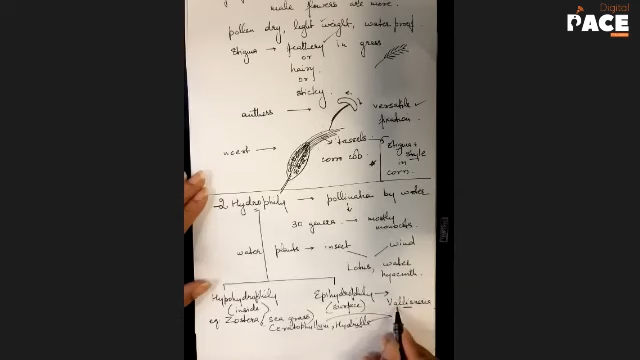 male flowers are more.
pollen dry, light weight, water proof.
Stigma → feathery in grass
or
hairy
or
sticky.
anthers → versatile ✓
fixation.
ncert → tassels → Stigma +
style
corn cob in
corn.
2 Hydrophily → pollination by water
30 genera → mostly
monocots.
water plants → insect wind
Lotus, water
hyacinth.
Hypohydrophily Epihydrophily →
(inside) (surface) Vallisneria
eg Zostera (sea grass)
Ceratophyllum, Hydrilla
Digital
PACE